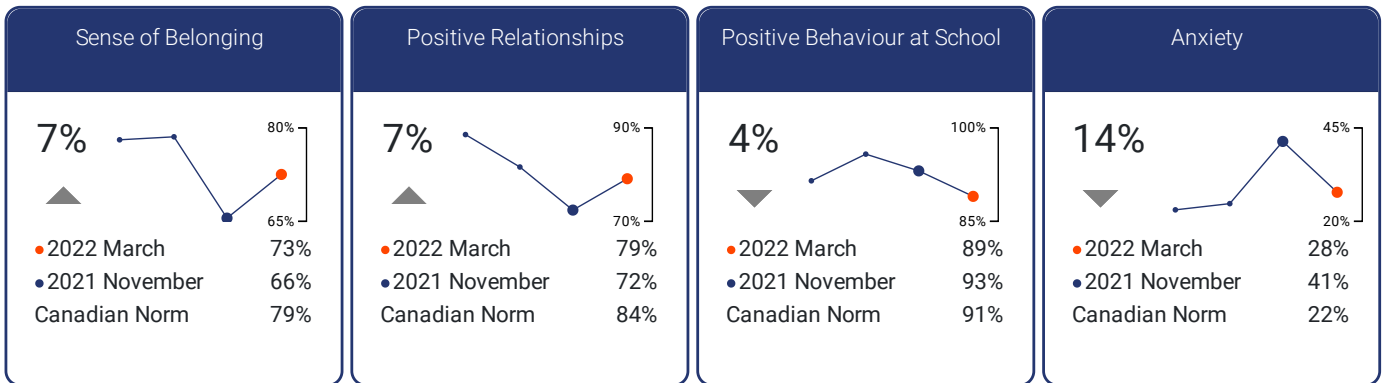 Sense of Belonging
7%
80%
65%
2022 March 73%
2021 November 66%
Canadian Norm 79%
Positive Relationships
7%
90%
70%
2022 March 79%
2021 November 72%
Canadian Norm 84%
Positive Behaviour at School
4%
100%
85%
2022 March 89%
2021 November 93%
Canadian Norm 91%
Anxiety
14%
45%
20%
2022 March 28%
2021 November 41%
Canadian Norm 22%